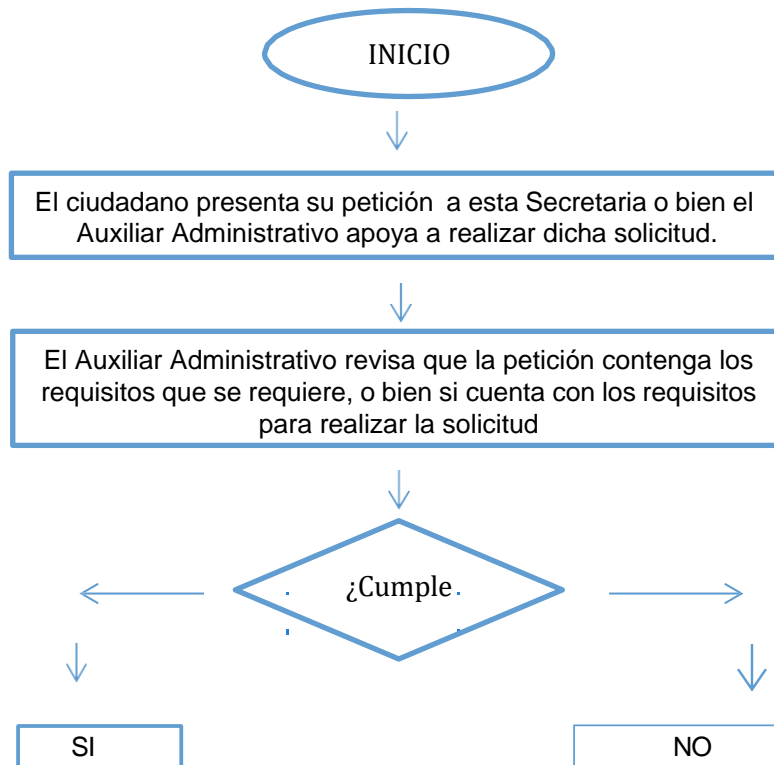 INICIO
El ciudadano presenta su petición a esta Secretaria o bien el
Auxiliar Administrativo apoya a realizar dicha solicitud.
El Auxiliar Administrativo revisa que la petición contenga los
requisitos que se requiere, o bien si cuenta con los requisitos
para realizar la solicitud
¿Cumple
SI
NO